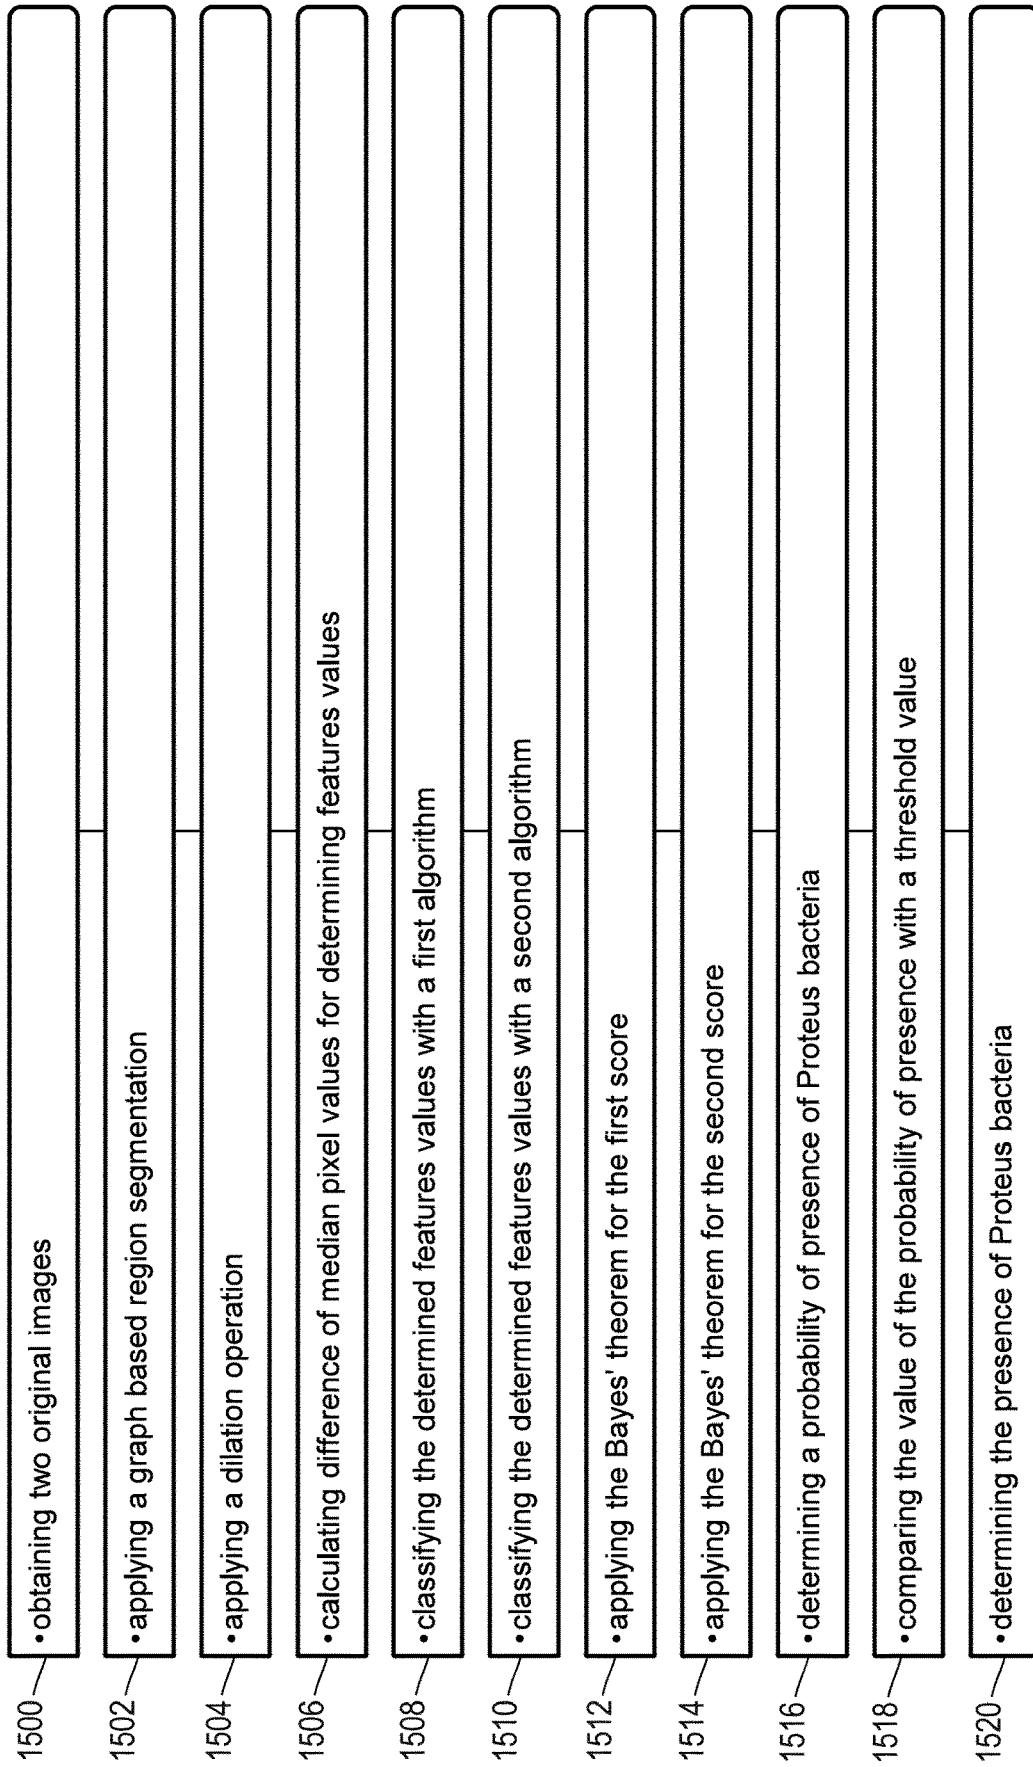 1500
•obtaining two original images
1502
•applying a graph based region segmentation
1504
•applying a dilation operation
1506
•calculating difference of median pixel values for determining features values
1508
•classifying the determined features values with a first algorithm
1510
•classifying the determined features values with a second algorithm
1512
•applying the Bayes' theorem for the first score
1514
•applying the Bayes' theorem for the second score
1516
•determining a probability of presence of Proteus bacteria
1518
•comparing the value of the probability of presence with a threshold value
1520
•determining the presence of Proteus bacteria